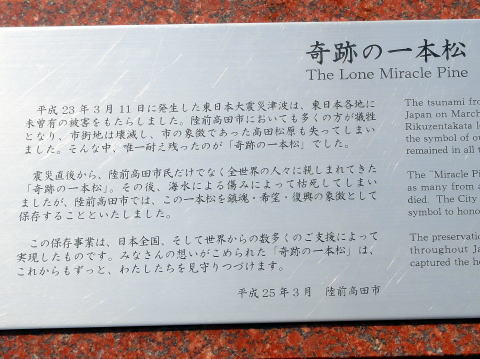 奇跡の一本松
The Lone Miracle Pine
平成23年3月11日に発生した東日本大震災津波は、東日本各地に
未曾有の被害をもたらしました。陸前高田市においても多くの方が犠牲
となり、市街地は壊滅し、市の象徴であった高田松原も失ってしまい
ました。そんな中、唯一耐え残ったのが「奇跡の一本松」でした。
震災直後から、陸前高田市民だけでなく全世界の人々に親しまれてきた
「奇跡の一本松」。その後、海水による傷みによって枯死してしまい
ましたが、陸前高田市では、この一本松を鎮魂・希望・復興の象徴として
保存することといたしました。
この保存事業は、日本全国、そして世界からの数多くのご支援によって
実現したものです。みなさんの想いがこめられた「奇跡の一本松」は、
これからもずっと、わたしたちを見守りつづけます。
平成25年3月 陸前高田市
The tsunami fro
Japan on March
Rikuzentakata l
the symbol of ou
remained in all t
The "Miracle Pi
as many from a
died. The City
symbol to hono
The preservatio
throughout Ja
captured the he